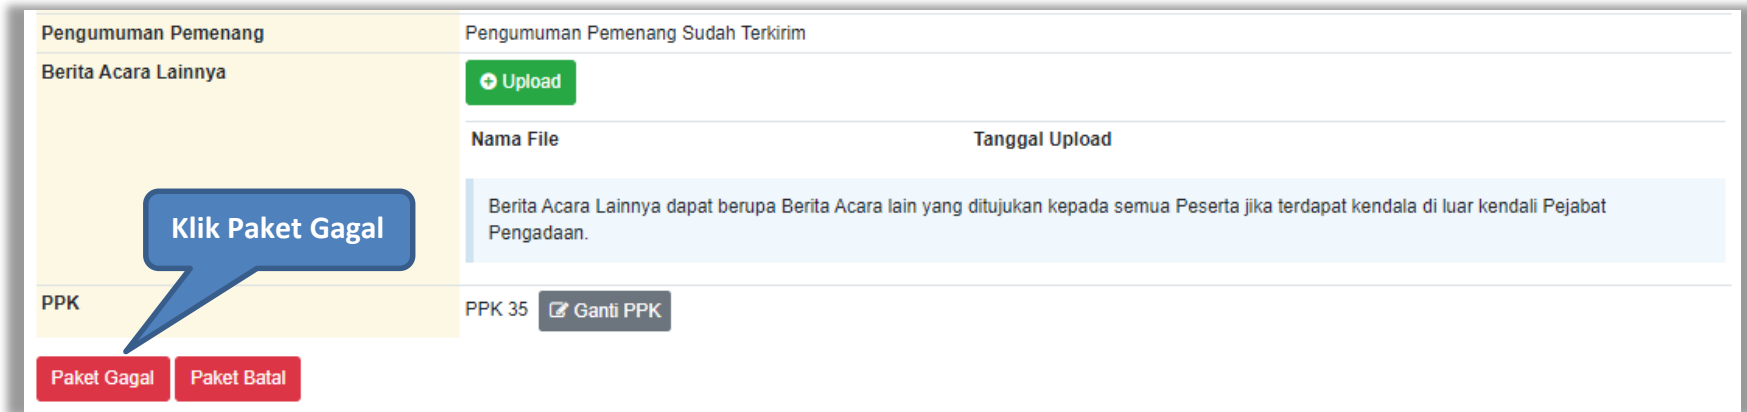 Pengumuman Pemenang
Pengumuman Pemenang Sudah Terkirim
Berita Acara Lainnya
Upload
Nama File
Tanggal Upload
Berita Acara Lainnya dapat berupa Berita Acara lain yang ditujukan kepada semua Peserta jika terdapat kendala di luar kendali Pejabat
Pengadaan.
Klik Paket Gagal
PPK
PPK 35
Ganti PPK
Paket Gagal
Paket Batal